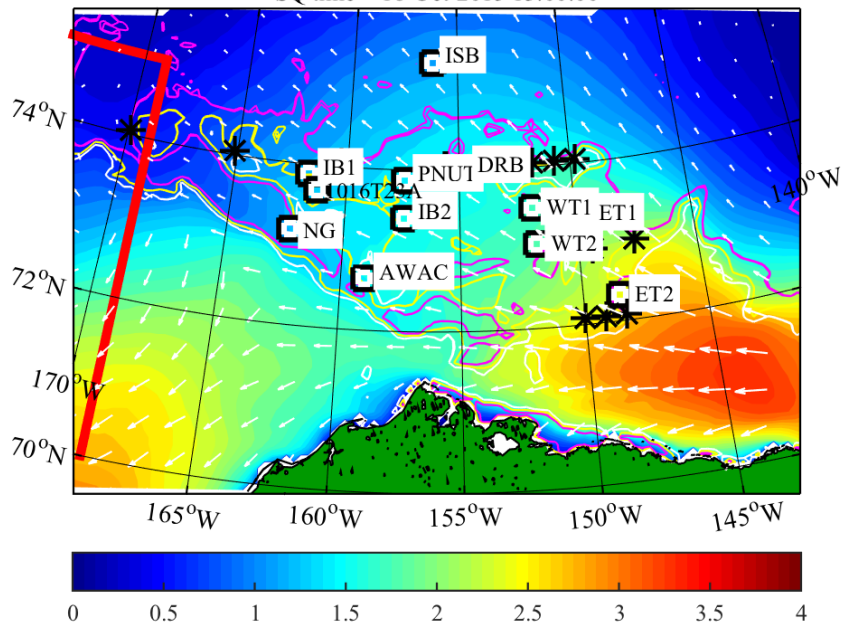 ISB
74°N
IB1
PNUT
DRB
1016T22A
140°W
WT1
ET1
IB2
NG
WT2
AWAC
72°N
ET2
170°W
70°N
165°W
160°W
155°W
150°W
145°W
0
0.5
1
1.5
2
2.5
3
3.5
4